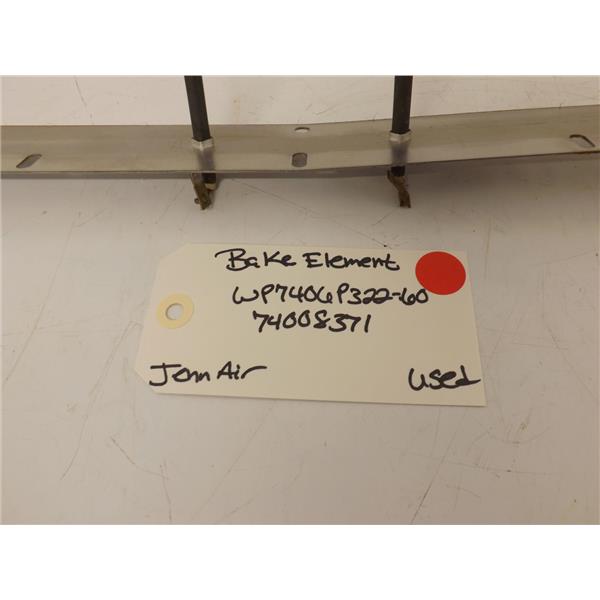 Bake Element
WP7406P322-60
74008371
Jenn Air
Used